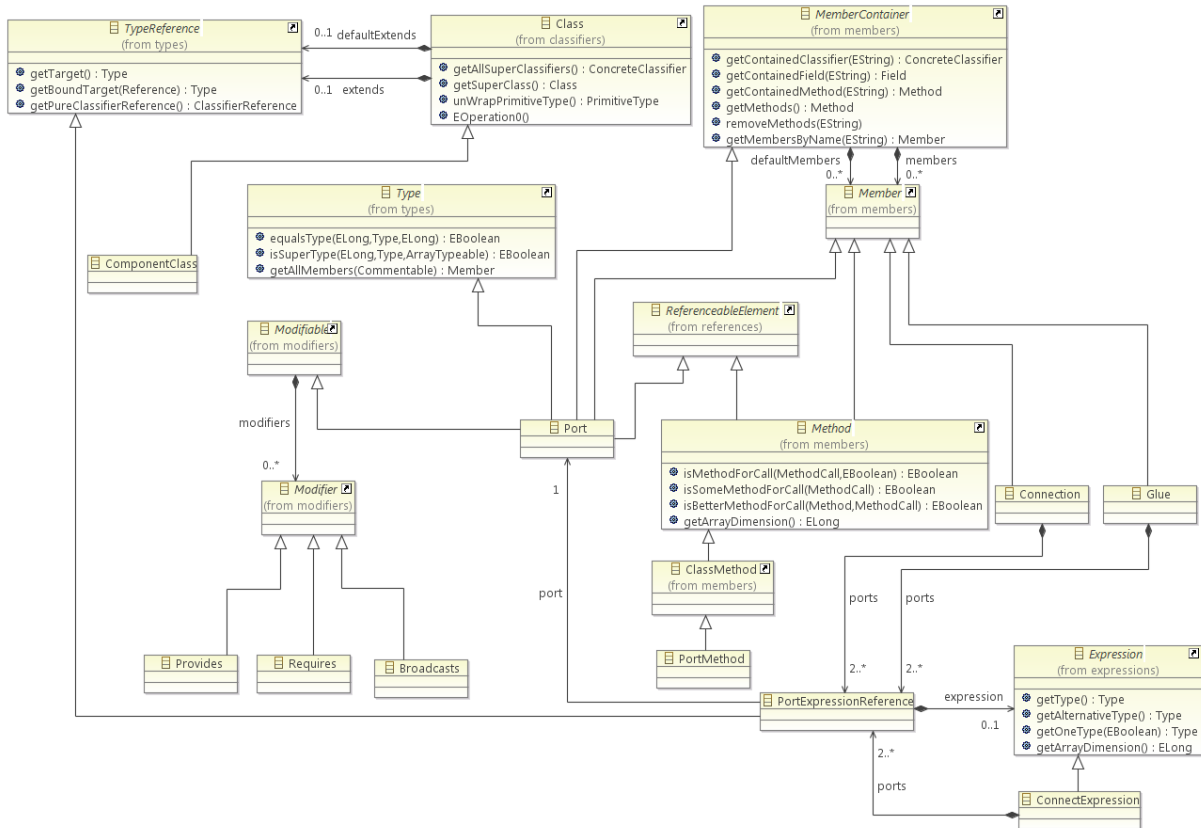 TypeReference
(from types)
getTarget() : Type
getBoundTarget(Reference) : Type
getPureClassifierReference() : ClassifierReference
0..1 defaultExtends
0..1 extends
Class
(from classifiers)
getAllSuperClassifiers() : ConcreteClassifier
getSuperClass() : Class
unWrapPrimitiveType() : PrimitiveType
EOperation0()
MemberContainer
(from members)
getContainedClassifier(EString) : ConcreteClassifier
getContainedField(EString) : Field
getContainedMethod(EString) : Method
getMethods() : Method
removeMethods(EString)
getMembersByName(EString) : Member
defaultMembers
members
0..*
0..*
Member
(from members)
Type
(from types)
equalsType(ELong,Type,ELong) : EBoolean
isSuperType(ELong,Type,ArrayTypeable) : EBoolean
getAllMembers(Commentable) : Member
ComponentClass
Modifiable
(from modifiers)
ReferenceableElement
(from references)
modifiers
0..*
Port
1
Method
(from members)
isMethodForCall(MethodCall,EBoolean) : EBoolean
isSomeMethodForCall(MethodCall) : EBoolean
isBetterMethodForCall(Method,MethodCall) : EBoolean
getArrayDimension() : ELong
Modifier
(from modifiers)
Connection
Glue
ClassMethod
(from members)
port
ports
ports
Provides
Requires
Broadcasts
PortMethod
2..*
2..*
Expression
(from expressions)
getType() : Type
getAlternativeType() : Type
getOneType(EBoolean) : Type
getArrayDimension() : ELong
PortExpressionReference
expression
0..1
2..*
ports
ConnectExpression